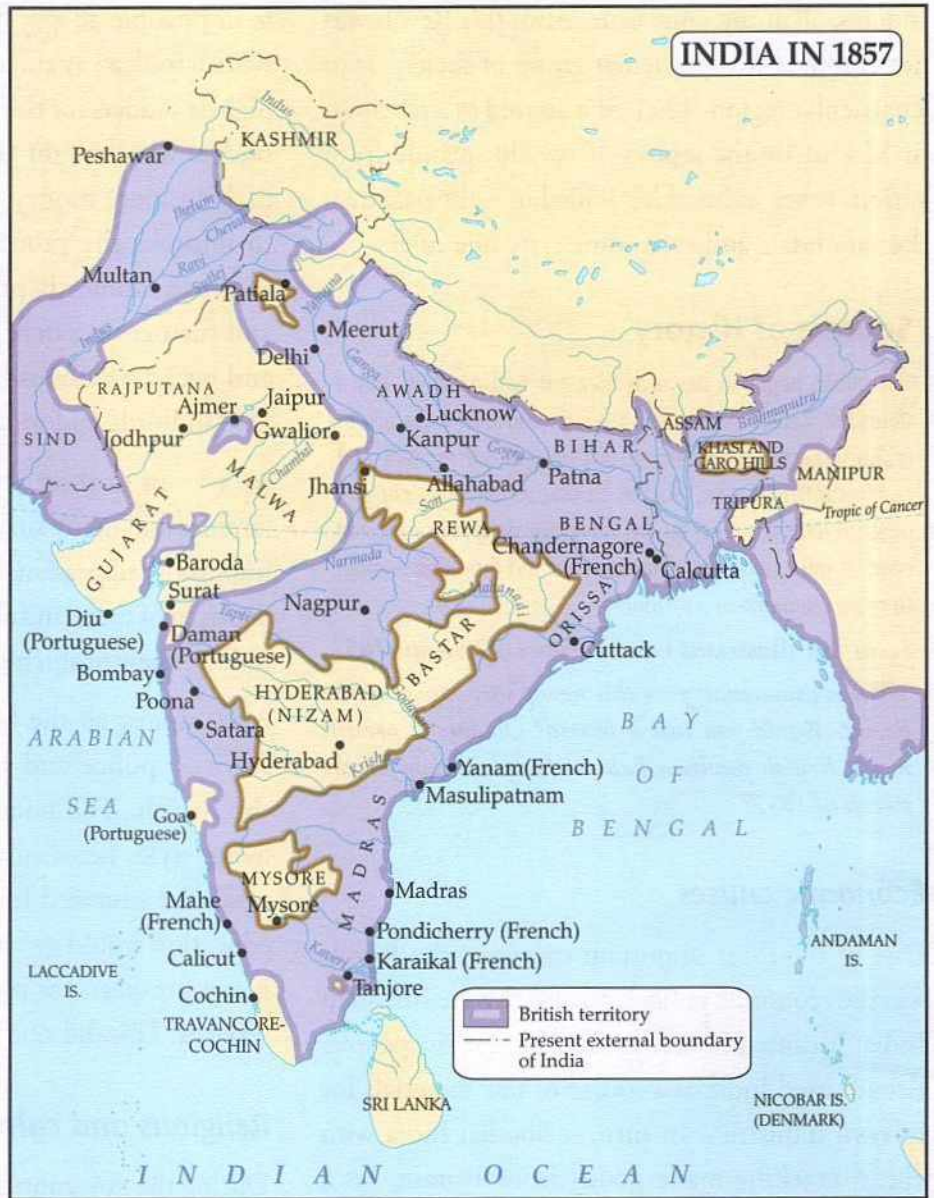 INDIA IN 1857
Indus
KASHMIR
Peshawar
Jhelum
Chenab
Ravi
Multan
Sutlej
Patiala
Yamuna
Meerut
Indus
Delhi
Ganga
RAJPUTANA
AWADH
Ajmer
Jaipur
Lucknow
ASSAM
Brahmaputra
SIND
Jodhpur
Gwalior
Kanpur
Gogra
BIHAR
KHASI AND
GARO HILLS
Chambal
MANIPUR
MALWA
Jhansi
Allahabad
Patna
Son
TRIPURA
Tropic of Cancer
REWA
BENGAL
GUJARAT
Chandernagore
(French)
Calcutta
Baroda
Narmada
Surat
Mahanadi
Nagpur
Tapti
ORISSA
Diu
(Portuguese)
Daman
(Portuguese)
BASTAR
Cuttack
Bombay
HYDERABAD
(NIZAM)
Poona
Godavari
Satara
BAY
ARABIAN
Hyderabad
Krishna
Yanam(French)
OF
SEA
Masulipatnam
Goa
(Portuguese)
BENGAL
MADRAS
MYSORE
Madras
Mahe
(French)
Mysore
Pondicherry (French)
ANDAMAN
IS.
Calicut
Kaveri
Karaikal (French)
LACCADIVE
IS.
Tanjore
Cochin
TRAVANCORE-
COCHIN
British territory
Present external boundary
of India
SRI LANKA
NICOBAR IS.
(DENMARK)
INDIAN OCEAN